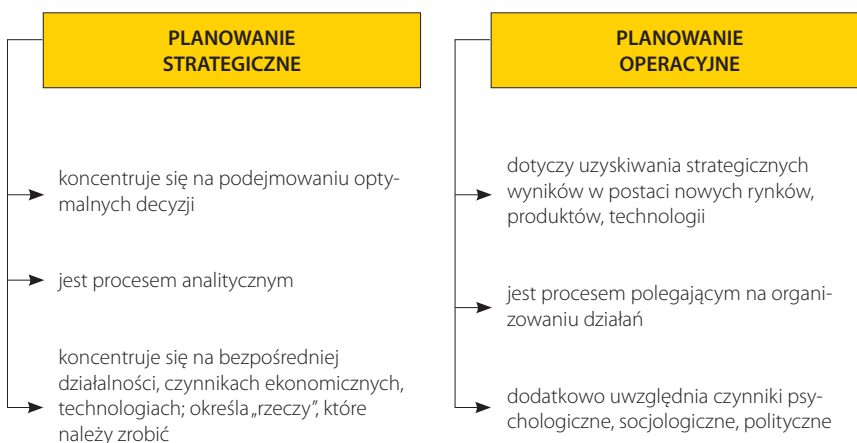 PLANOWANIE
STRATEGICZNE
koncentruje się na podejmowaniu opty-
malnych decyzji
jest procesem analitycznym
koncentruje się na bezpośredniej
działalności, czynnikach ekonomicznych,
technologiach; określa „rzeczy”, które
należy zrobić
PLANOWANIE
OPERACYJNE
dotyczy uzyskiwania strategicznych
wyników w postaci nowych rynków,
produktów, technologii
jest procesem polegającym na organi-
zowaniu działań
dodatkowo uwzględnia czynniki psy-
chologiczne, socjologiczne, polityczne